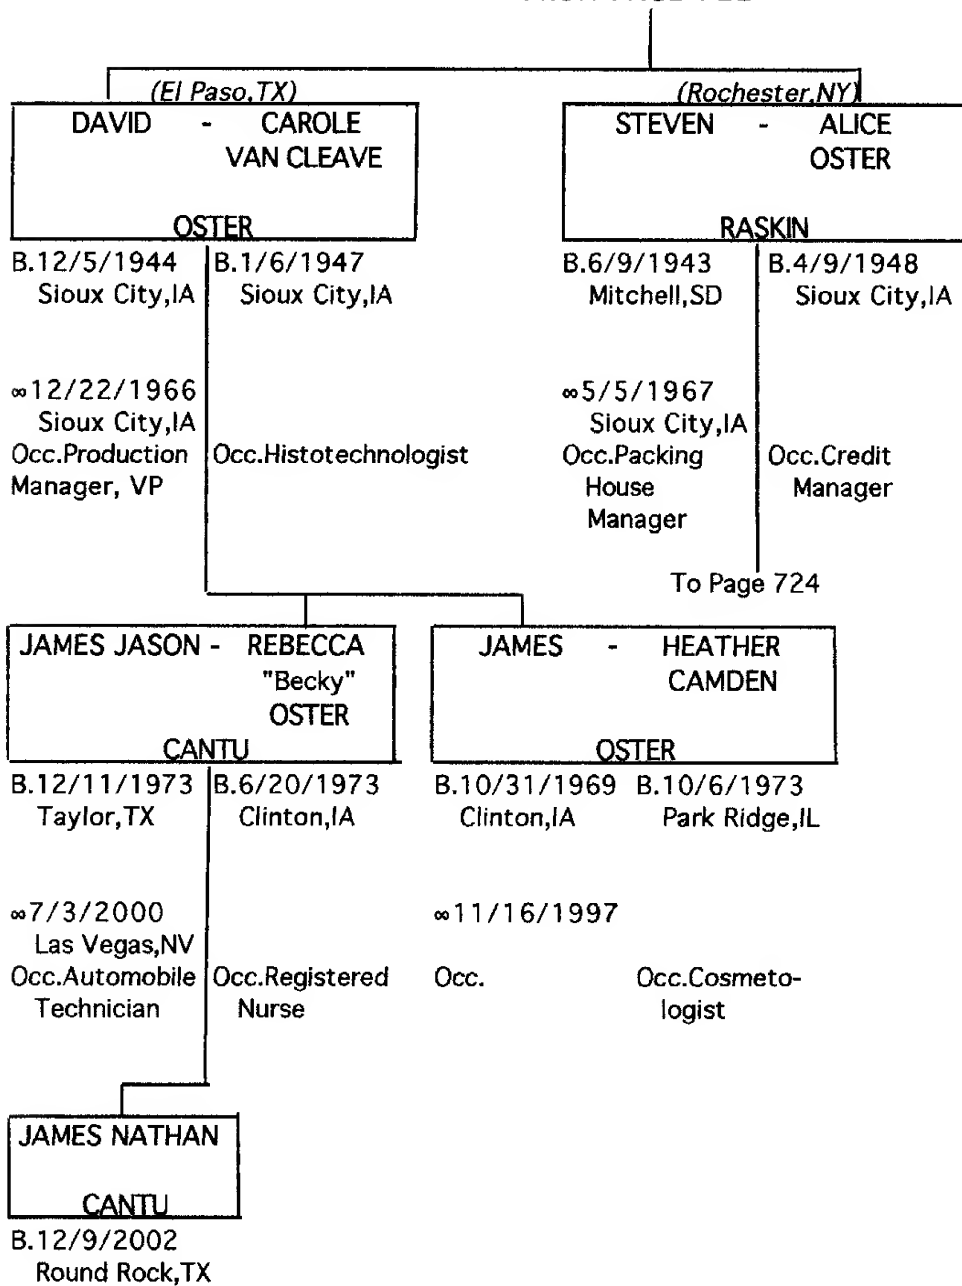 (El Paso,TX)
DAVID - CAROLE
VAN CLEAVE
OSTER
B.12/5/1944
Sioux City,IA
B.1/6/1947
Sioux City,IA
∞12/22/1966
Sioux City,IA
Occ.Production
Manager, VP
Occ.Histotechnologist
(Rochester,NY)
STEVEN - ALICE
OSTER
RASKIN
B.6/9/1943
Mitchell,SD
B.4/9/1948
Sioux City,IA
∞5/5/1967
Sioux City,IA
Occ.Packing
House
Manager
Occ.Credit
Manager
To Page 724
JAMES JASON - REBECCA
"Becky"
OSTER
CANTU
B.12/11/1973
Taylor,TX
B.6/20/1973
Clinton,IA
∞7/3/2000
Las Vegas,NV
Occ.Automobile
Technician
Occ.Registered
Nurse
JAMES - HEATHER
CAMDEN
OSTER
B.10/31/1969
Clinton,IA
B.10/6/1973
Park Ridge,IL
∞11/16/1997
Occ.
Occ.Cosmeto-
logist
JAMES NATHAN
CANTU
B.12/9/2002
Round Rock,TX